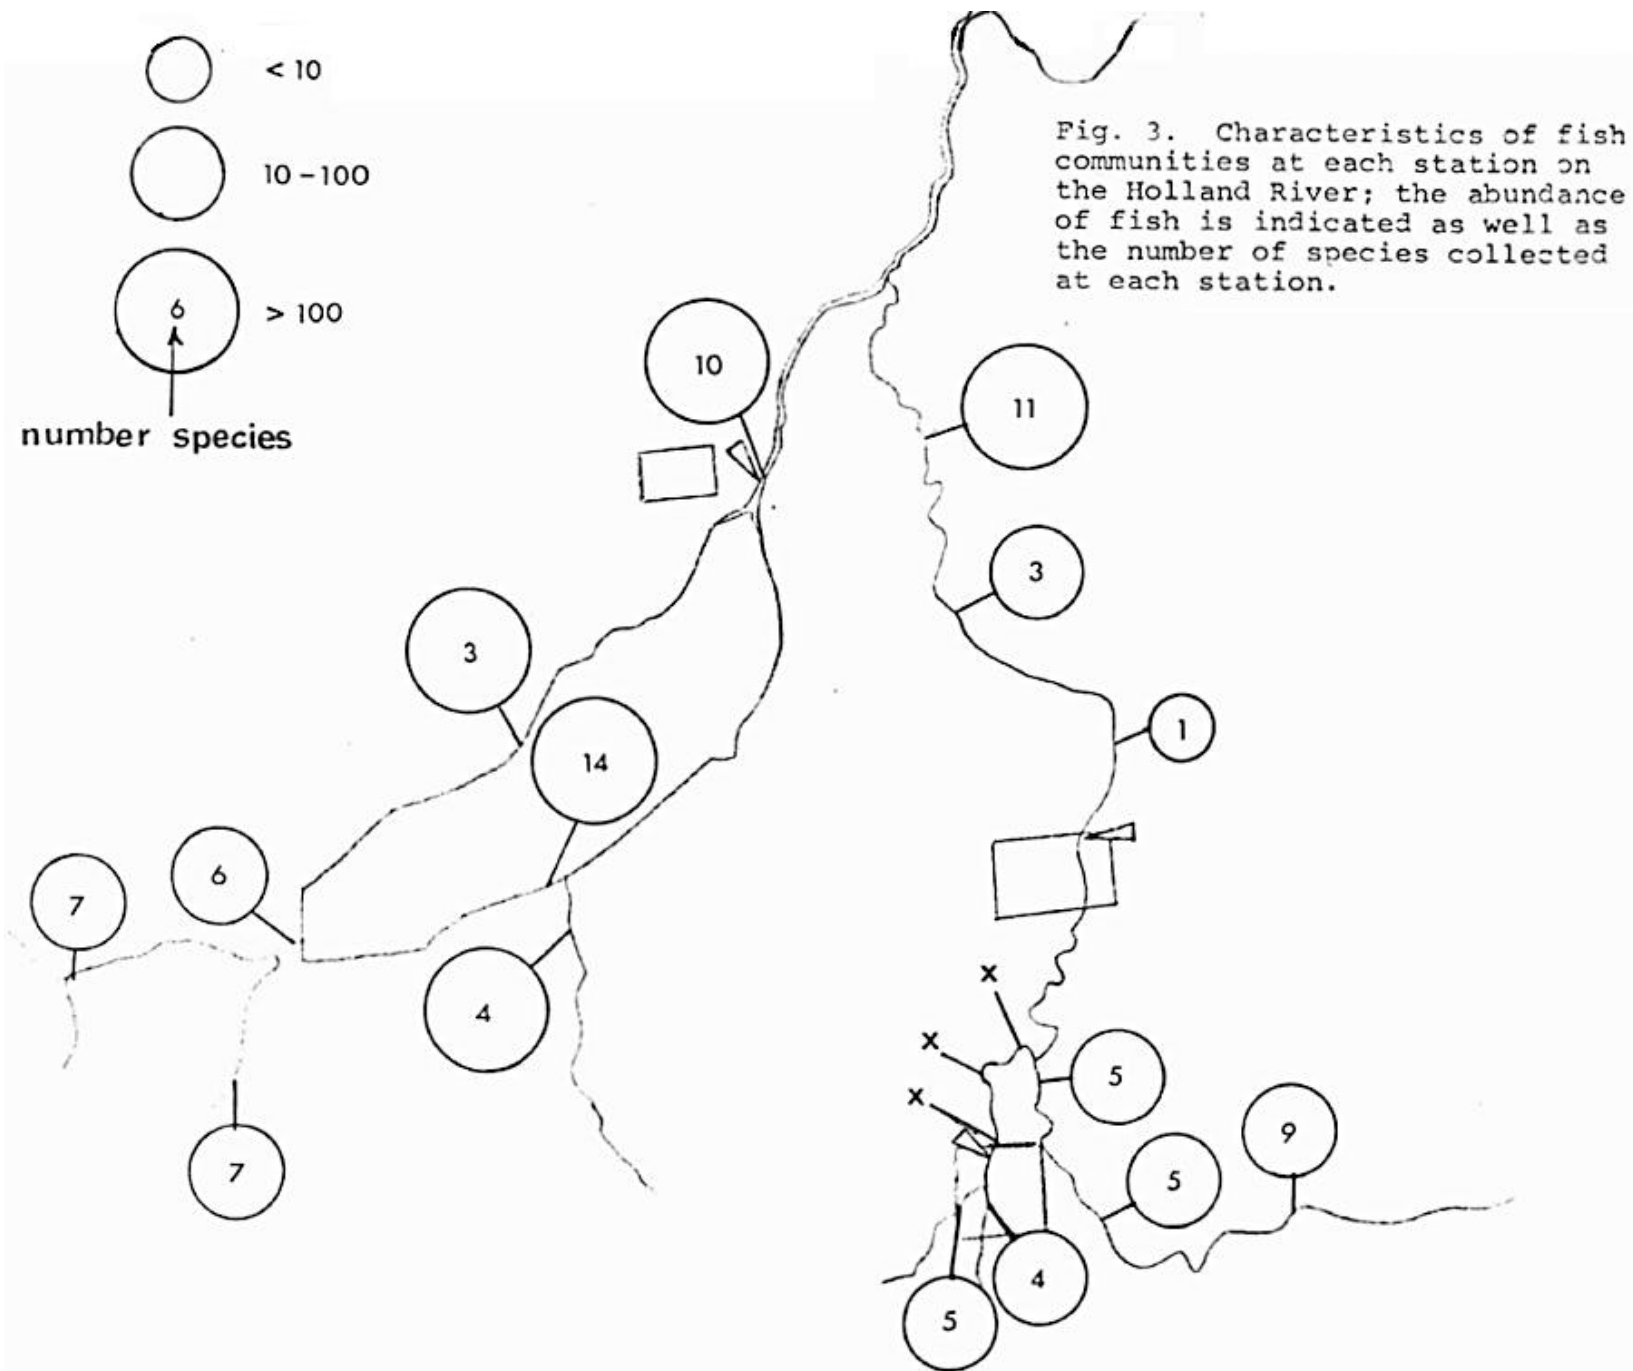 < 10
10-100
6
> 100
number species
Fig. 3. Characteristics of fish
communities at each station on
the Holland River; the abundance
of fish is indicated as well as
the number of species collected
at each station.
10
11
3
3
1
14
6
7
4
7
x
x
x
5
9
5
4
5